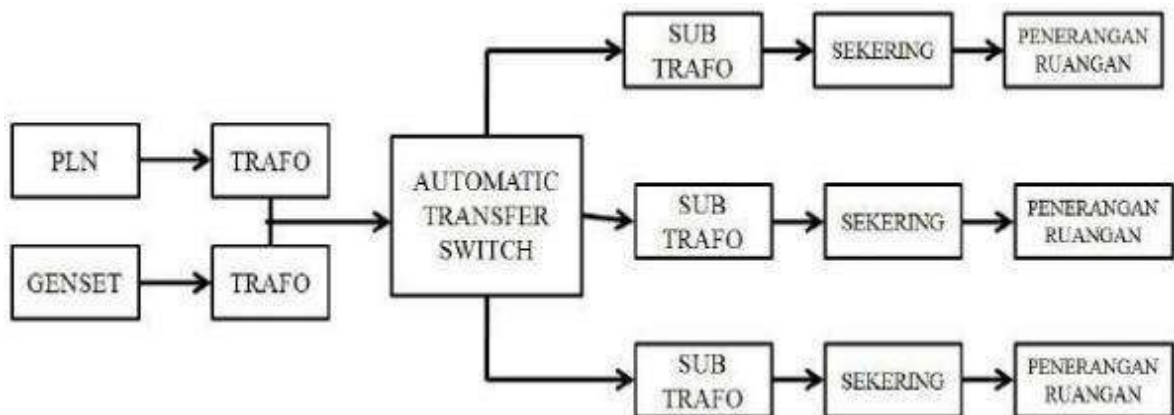 SUB
TRAFO
SEKERING
PENERANGAN
RUANGAN
PLN
TRAFO
AUTOMATIC
TRANSFER
SWITCH
SUB
TRAFO
SEKERING
PENERANGAN
RUANGAN
GENSET
TRAFO
SUB
TRAFO
SEKERING
PENERANGAN
RUANGAN